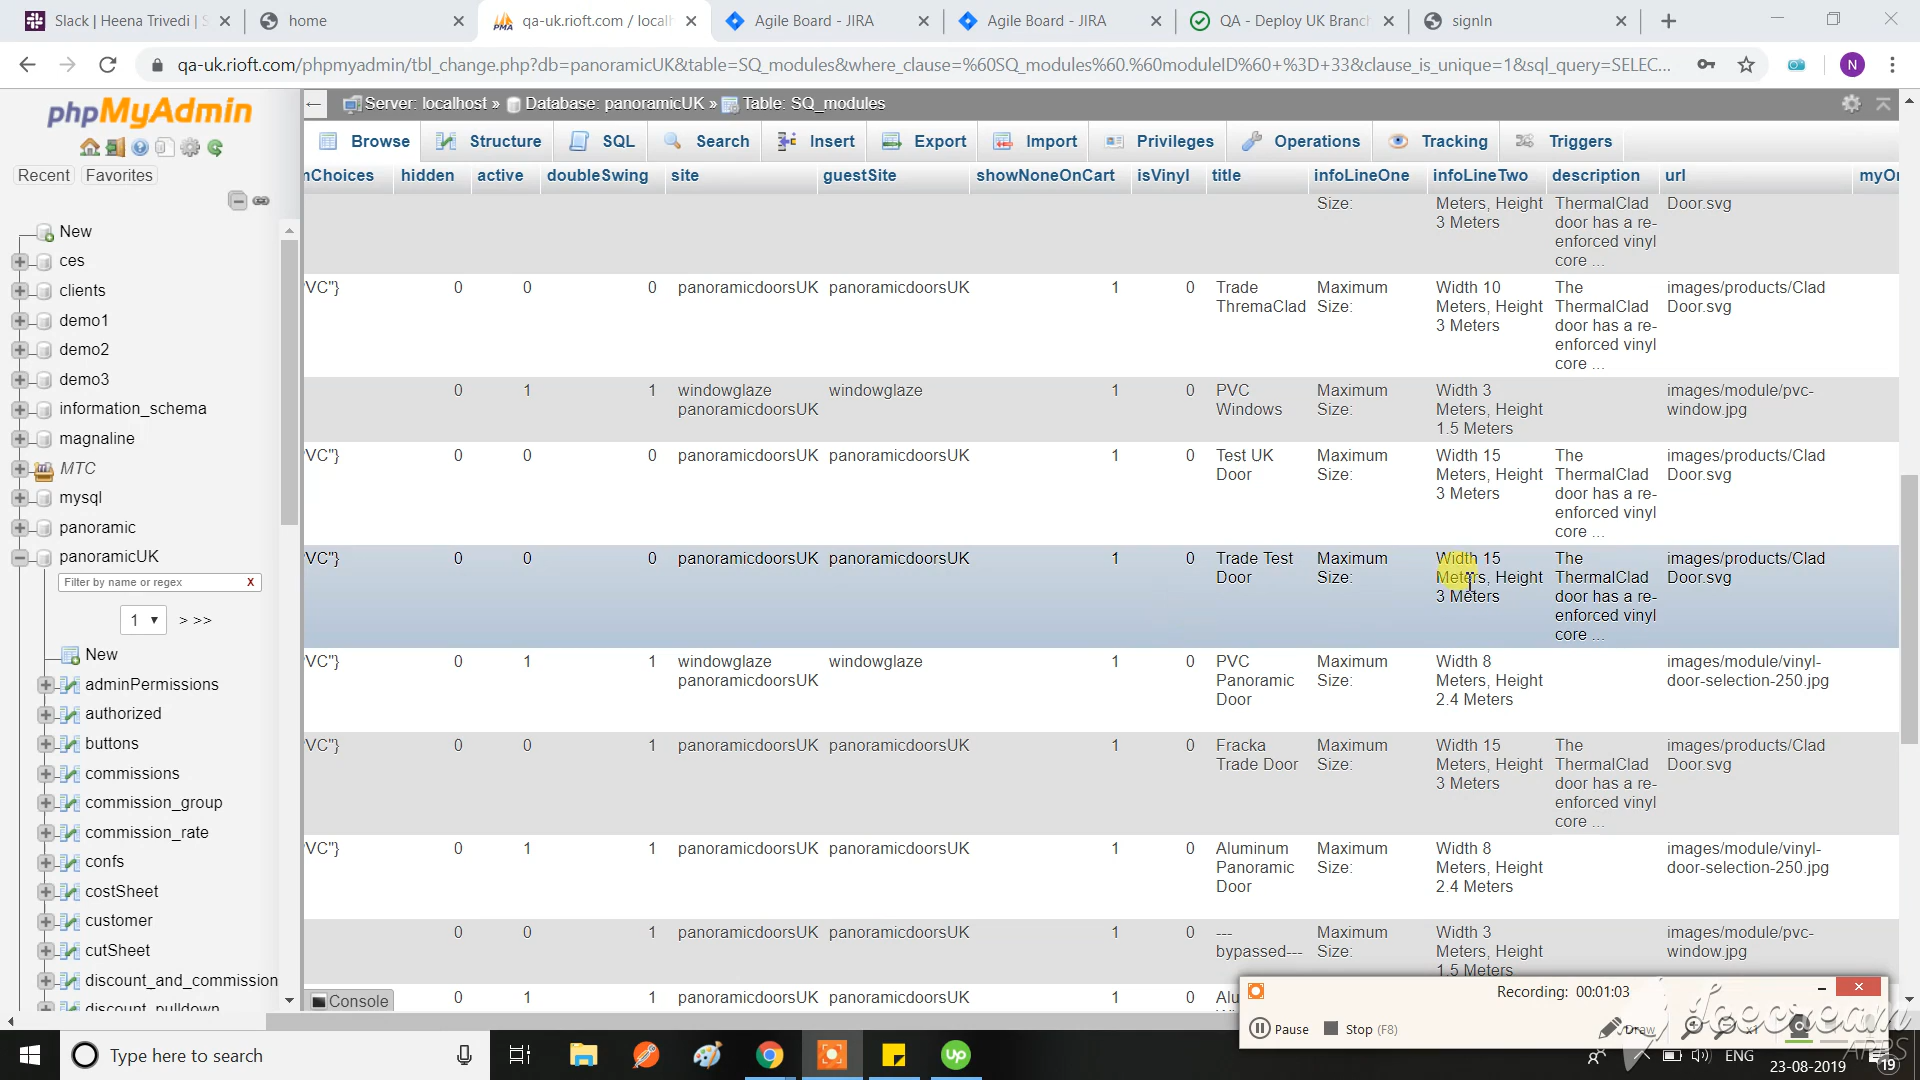 Slack | Heena Trivedi | S
home
qa-uk.rioft.com / localh
Agile Board - JIRA
Agile Board - JIRA
QA - Deploy UK Branch
signIn
qa-uk.rioft.com/phpmyadmin/tbl_change.php?db=panoramicUK&table=SQ_modules&where_clause=%60SQ_modules%60.%60moduleID%60+%3D+33&clause_is_unique=1&sql_query=SELEC...
N
phpMyAdmin
Recent Favorites
New
ces
clients
demo1
demo2
demo3
information_schema
magnaline
MTC
mysql
panoramic
panoramicUK
Filter by name or regex X
1 > >>
New
adminPermissions
authorized
buttons
commissions
commission_group
commission_rate
confs
costSheet
customer
cutSheet
discount_and_commission
discount_pulldown
Server: localhost » Database: panoramicUK » Table: SQ_modules
Browse Structure SQL Search Insert Export Import Privileges Operations Tracking Triggers
nChoices hidden active doubleSwing site guestSite showNoneOnCart isVinyl title infoLineOne infoLineTwo description url myOr
Size: Meters, Height ThermalClad Door.svg
3 Meters door has a re-
enforced vinyl
core ...
VC"} 0 0 0 panoramicdoorsUK panoramicdoorsUK 1 0 Trade Maximum Width 10 The images/products/Clad
ThremaClad Size: Meters, Height ThermalClad Door.svg
3 Meters door has a re-
enforced vinyl
core ...
0 1 1 windowglaze windowglaze 1 0 PVC Maximum Width 3 images/module/pvc-
panoramicdoorsUK Windows Size: Meters, Height window.jpg
1.5 Meters
VC"} 0 0 0 panoramicdoorsUK panoramicdoorsUK 1 0 Test UK Maximum Width 15 The images/products/Clad
Door Size: Meters, Height ThermalClad Door.svg
3 Meters door has a re-
enforced vinyl
core ...
VC"} 0 0 0 panoramicdoorsUK panoramicdoorsUK 1 0 Trade Test Maximum Width 15 The images/products/Clad
Door Size: Meters, Height ThermalClad Door.svg
3 Meters door has a re-
enforced vinyl
core ...
VC"} 0 1 1 windowglaze windowglaze 1 0 PVC Maximum Width 8 images/module/vinyl-
panoramicdoorsUK Panoramic Size: Meters, Height door-selection-250.jpg
Door 2.4 Meters
VC"} 0 0 1 panoramicdoorsUK panoramicdoorsUK 1 0 Fracka Maximum Width 15 The images/products/Clad
Trade Door Size: Meters, Height ThermalClad Door.svg
3 Meters door has a re-
enforced vinyl
core ...
VC"} 0 1 1 panoramicdoorsUK panoramicdoorsUK 1 0 Aluminum Maximum Width 8 images/module/vinyl-
Panoramic Size: Meters, Height door-selection-250.jpg
Door 2.4 Meters
0 0 1 panoramicdoorsUK panoramicdoorsUK 1 0 --- Maximum Width 3 images/module/pvc-
bypassed--- Size: Meters, Height window.jpg
1.5 Meters
0 1 1 panoramicdoorsUK panoramicdoorsUK 1 0 Alu
Console
Recording: 00:01:03
Pause Stop (F8) Draw x1
Icecream
APPS
Type here to search
up
ENG
23-08-2019
19